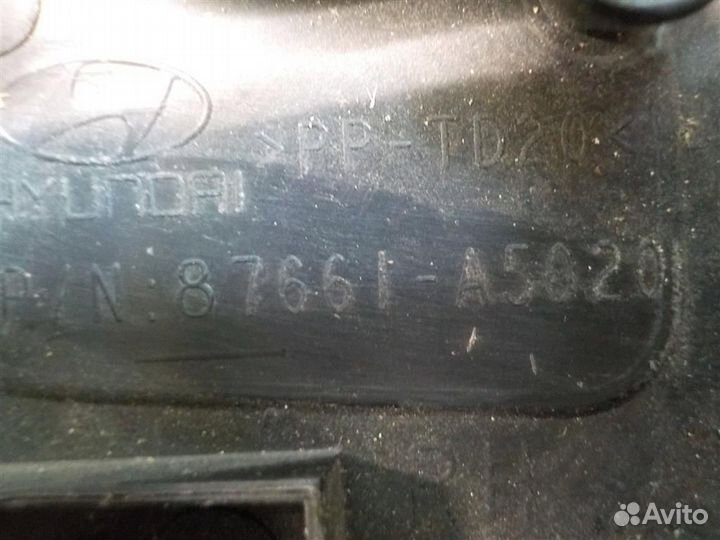 >PP-TD20<
HYUNDAI
P/N:87661-A5020
Avito